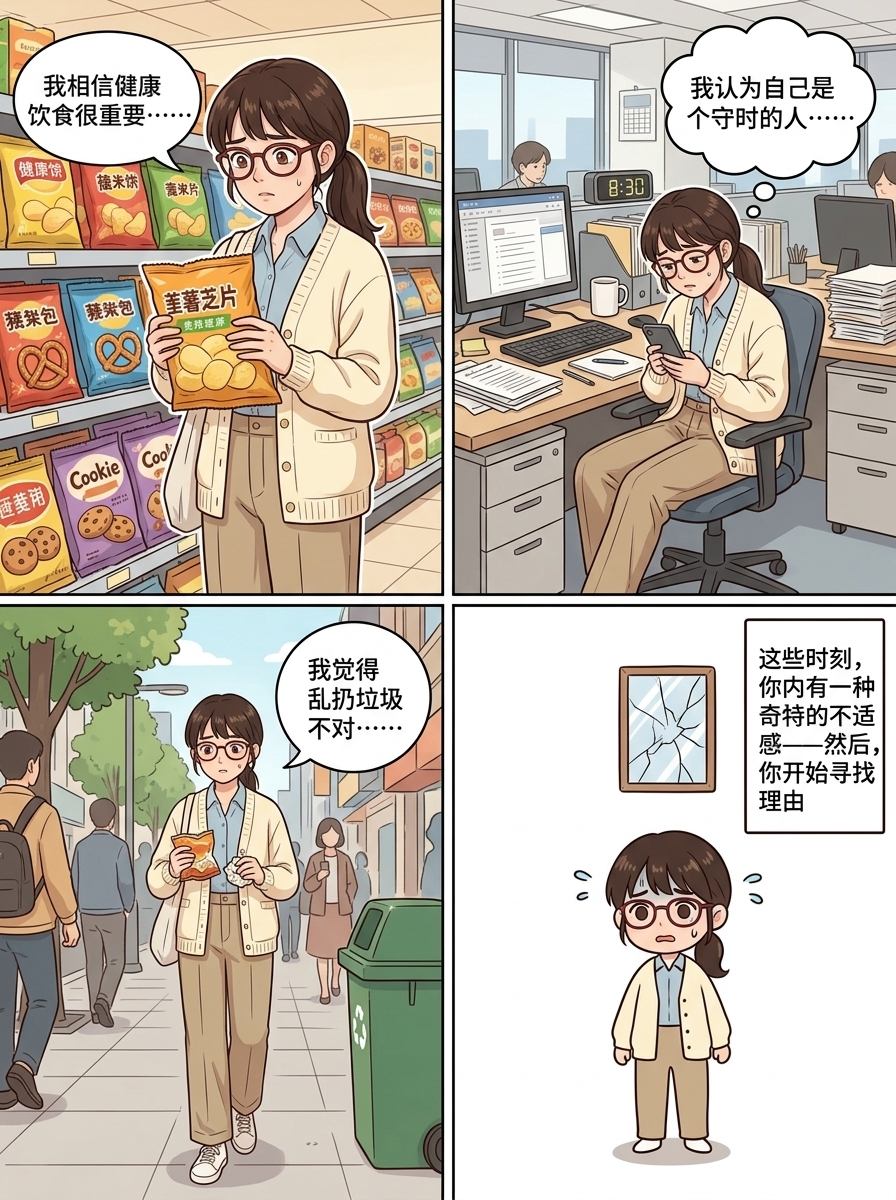 我相信健康
饮食很重要……
Cookie
我认为自己是
个守时的人……
8:30
我觉得
乱扔垃圾
不对……
这些时刻，
你内有一种
奇特的不适
感——然后，
你开始寻找
理由